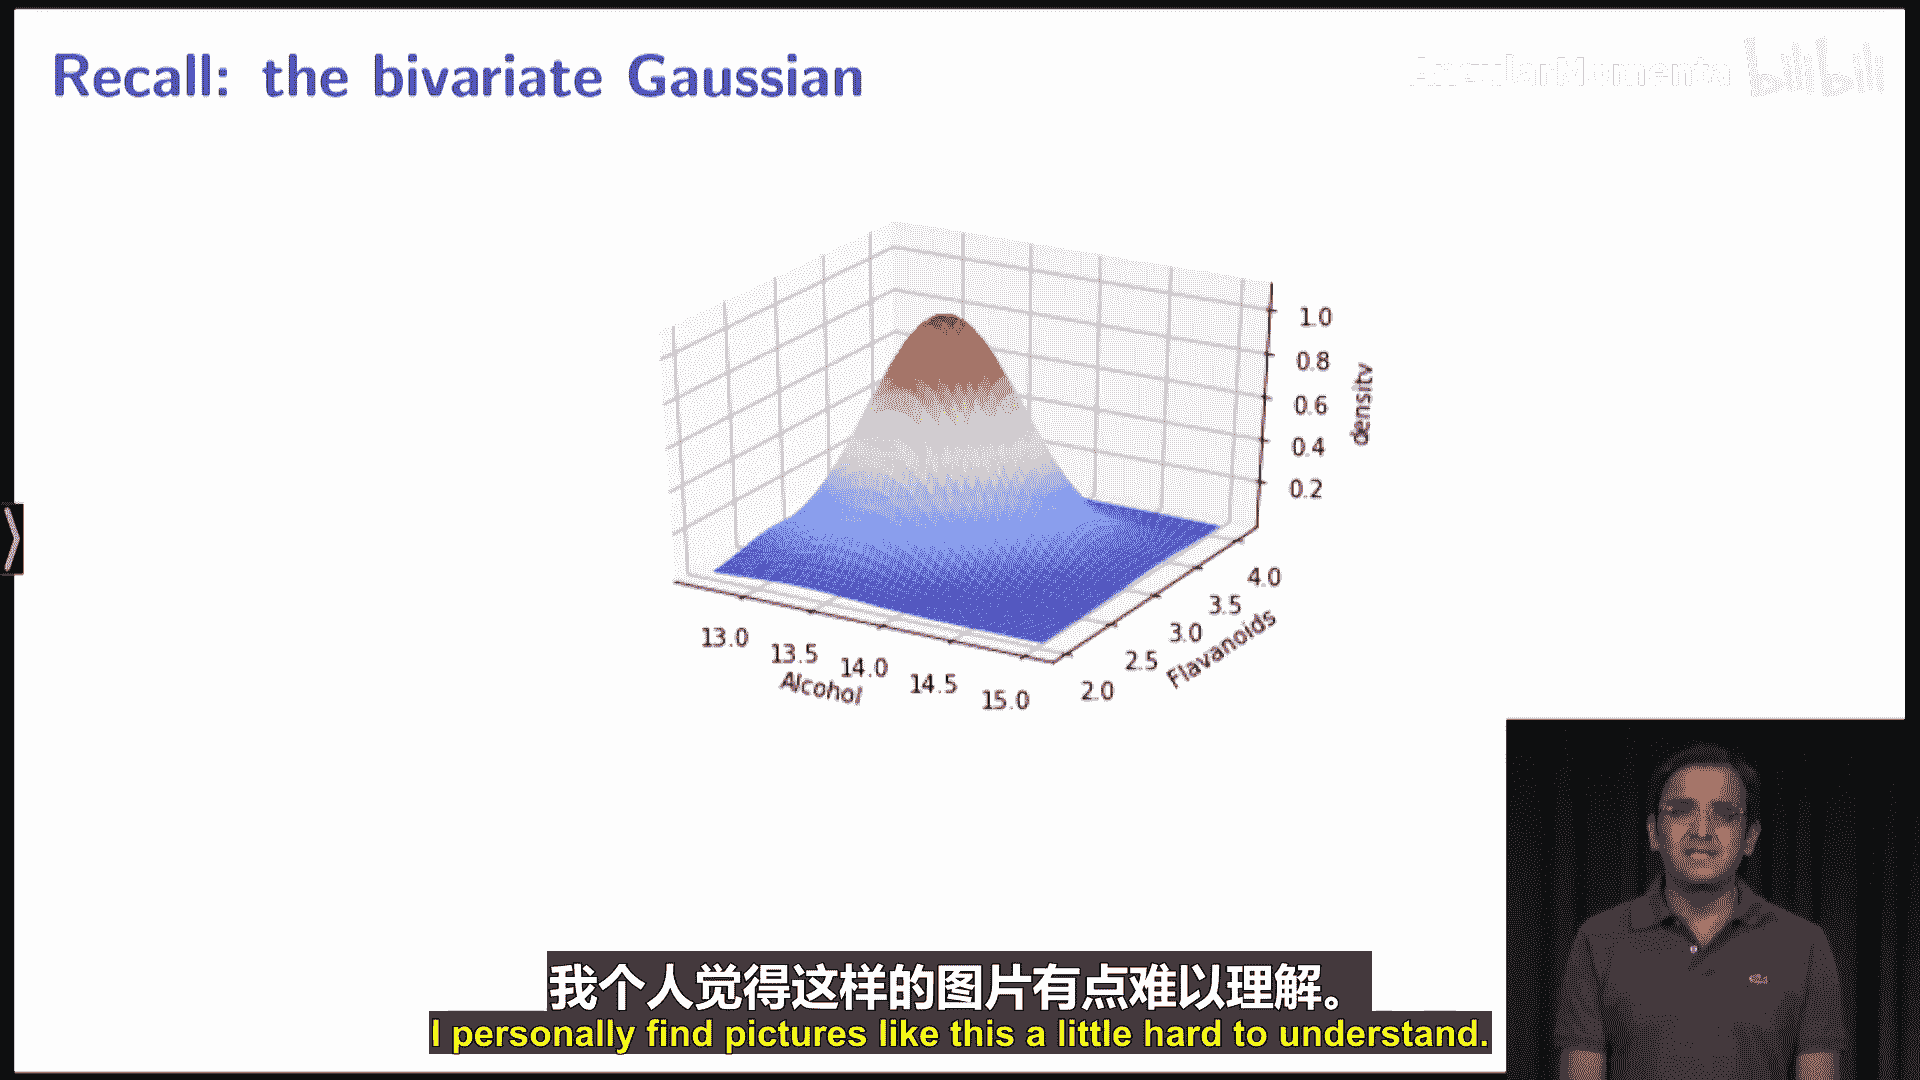 Recall: the bivariate Gaussian
bilibili
1.0
0.8
0.6
0.4
0.2
density
4.0
3.5
3.0
2.5
2.0
Flavanoids
13.0
13.5
14.0
14.5
15.0
Alcohol
我个人觉得这样的图片有点难以理解。
I personally find pictures like this a little hard to understand.